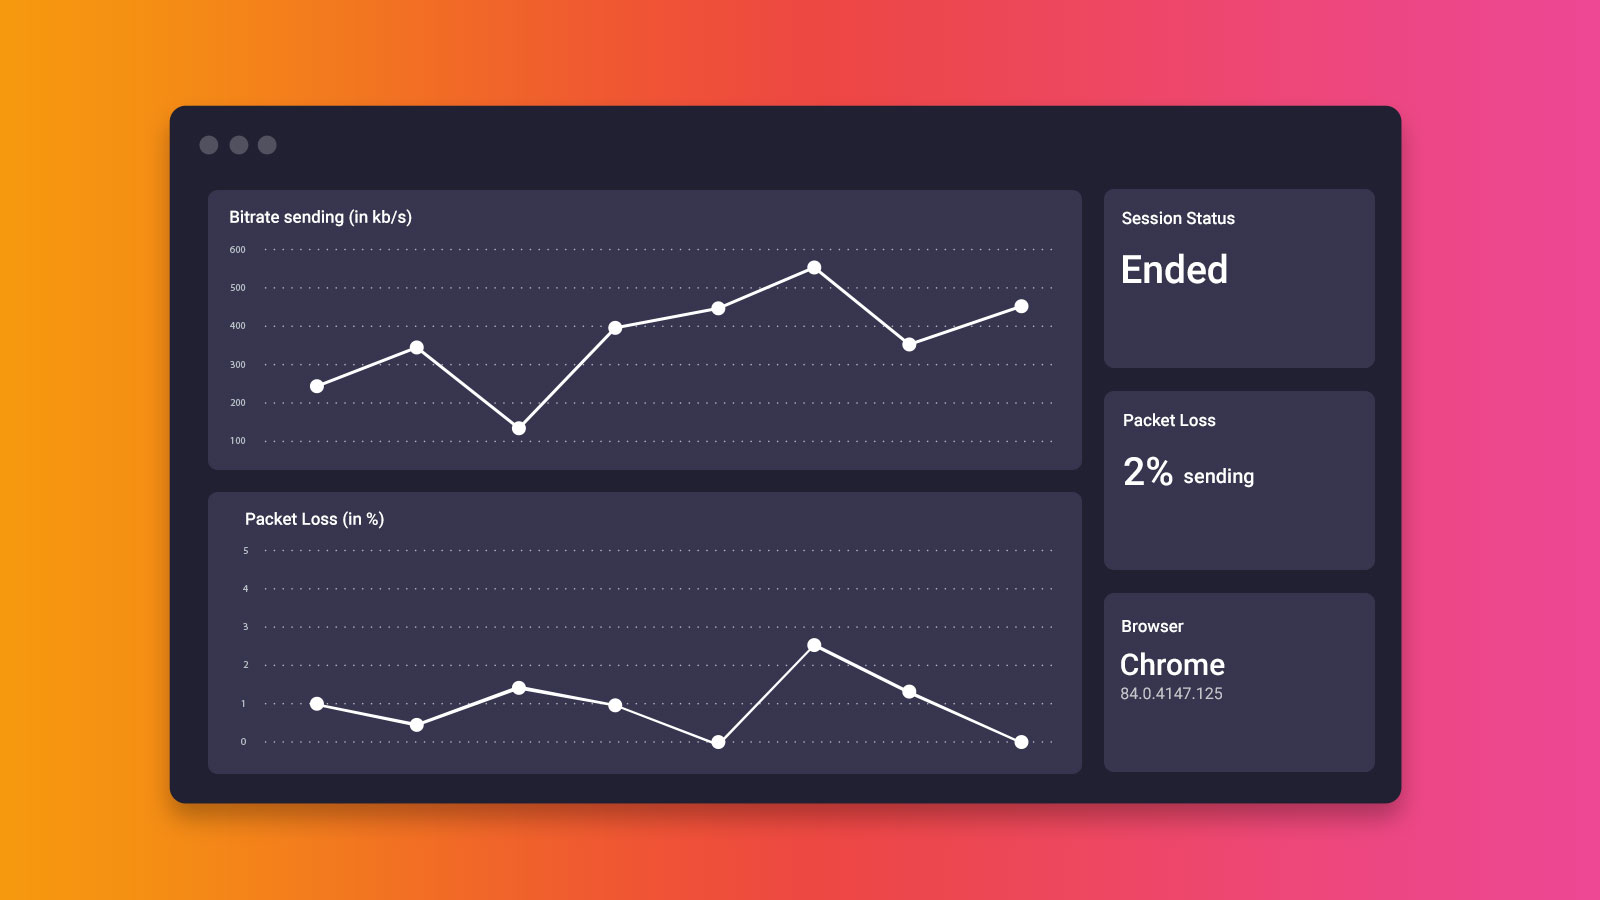 Bitrate sending (in kb/s)
600
500
400
300
200
100
Packet Loss (in %)
5
4
3
2
1
0
Session Status
Ended
Packet Loss
2% sending
Browser
Chrome
84.0.4147.125